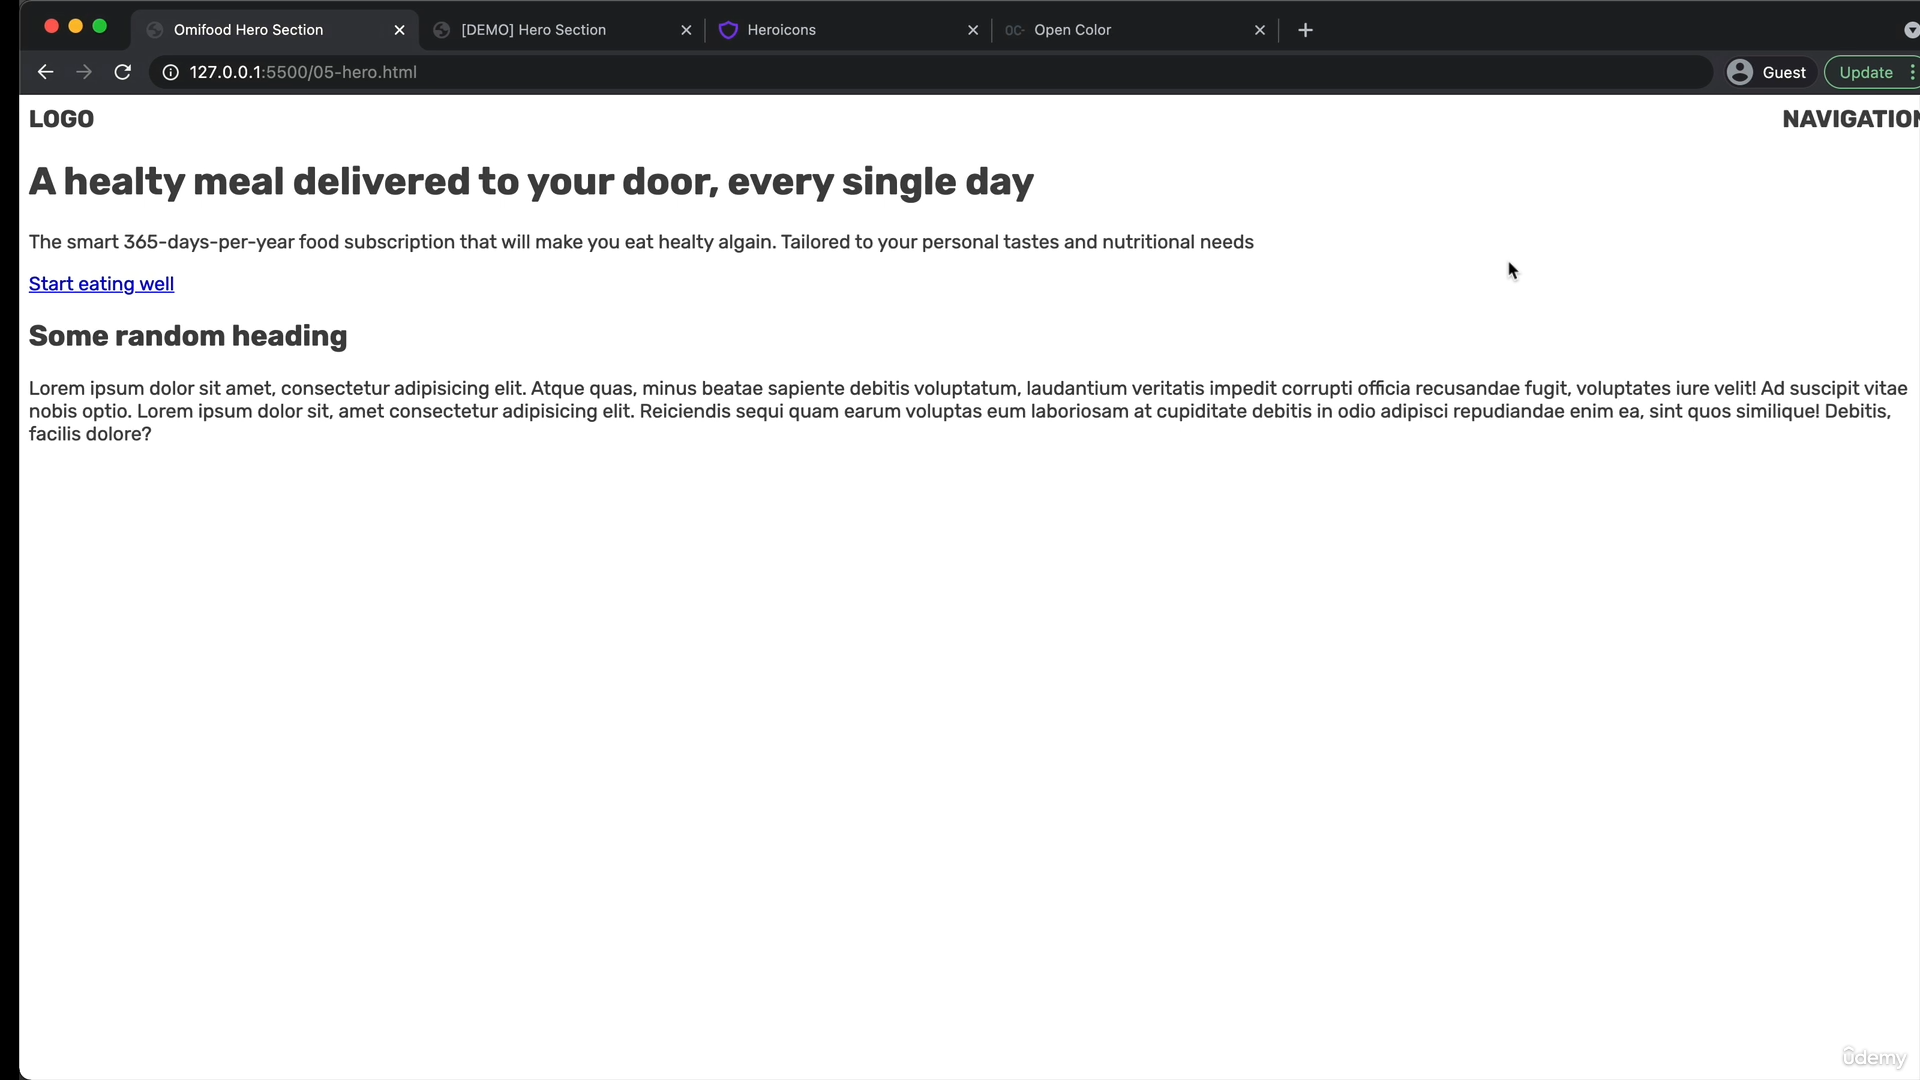 Omifood Hero Section
[DEMO] Hero Section
Heroicons
OC- Open Color
127.0.0.1:5500/05-hero.html
Guest
Update
LOGO
NAVIGATION
A healty meal delivered to your door, every single day
The smart 365-days-per-year food subscription that will make you eat healty algain. Tailored to your personal tastes and nutritional needs
Start eating well
Some random heading
Lorem ipsum dolor sit amet, consectetur adipisicing elit. Atque quas, minus beatae sapiente debitis voluptatum, laudantium veritatis impedit corrupti officia recusandae fugit, voluptates iure velit! Ad suscipit vitae
nobis optio. Lorem ipsum dolor sit, amet consectetur adipisicing elit. Reiciendis sequi quam earum voluptas eum laboriosam at cupiditate debitis in odio adipisci repudiandae enim ea, sint quos similique! Debitis,
facilis dolore?
ûdemy